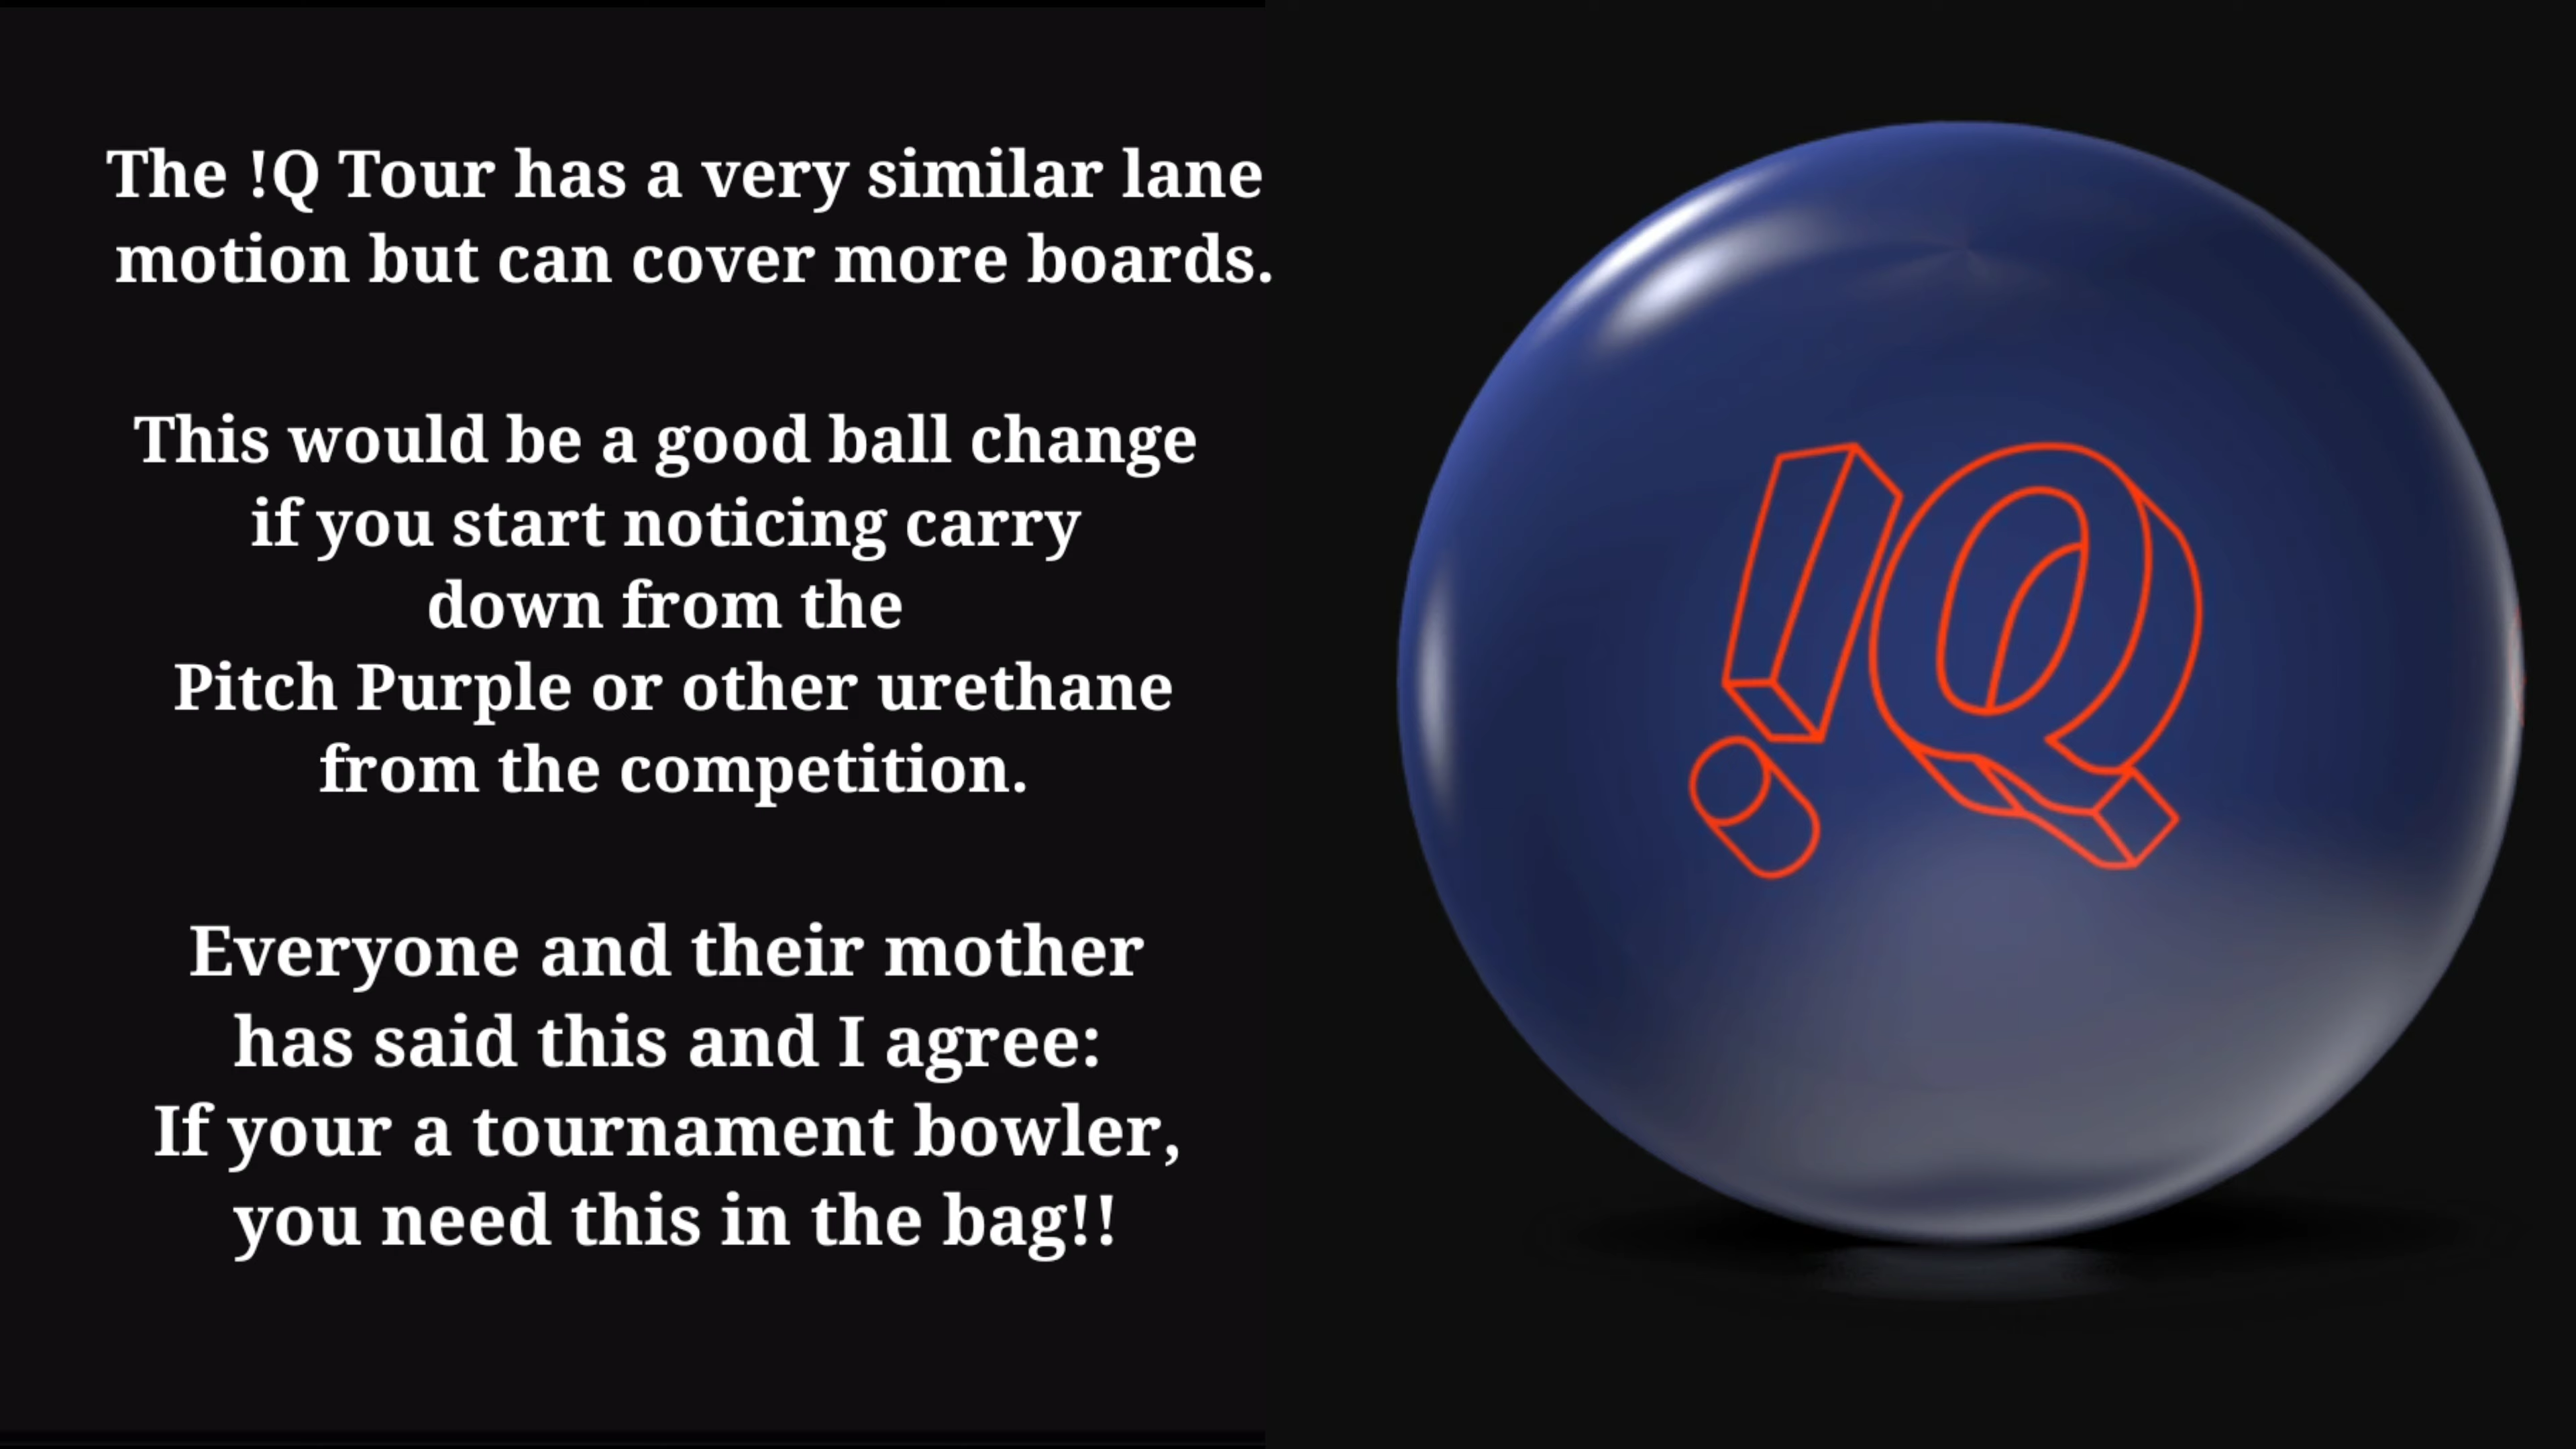 The !Q Tour has a very similar lane
motion but can cover more boards.
This would be a good ball change
if you start noticing carry
down from the
Pitch Purple or other urethane
from the competition.
Everyone and their mother
has said this and I agree:
If your a tournament bowler,
you need this in the bag!!
!Q